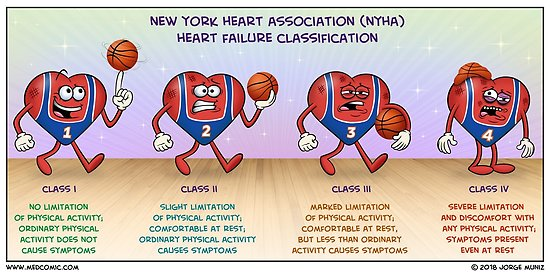 NEW YORK HEART ASSOCIATION (NYHA)
HEART FAILURE CLASSIFICATION
1
2
3
4
CLASS I
NO LIMITATION
OF PHYSICAL ACTIVITY;
ORDINARY PHYSICAL
ACTIVITY DOES NOT
CAUSE SYMPTOMS
CLASS II
SLIGHT LIMITATION
OF PHYSICAL ACTIVITY;
COMFORTABLE AT REST;
ORDINARY PHYSICAL ACTIVITY
CAUSES SYMPTOMS
CLASS III
MARKED LIMITATION
OF PHYSICAL ACTIVITY;
COMFORTABLE AT REST,
BUT LESS THAN ORDINARY
ACTIVITY CAUSES SYMPTOMS
CLASS IV
SEVERE LIMITATION
AND DISCOMFORT WITH
ANY PHYSICAL ACTIVITY;
SYMPTOMS PRESENT
EVEN AT REST
WWW.MEDCOMIC.COM
© 2018 JORGE MUNIZ